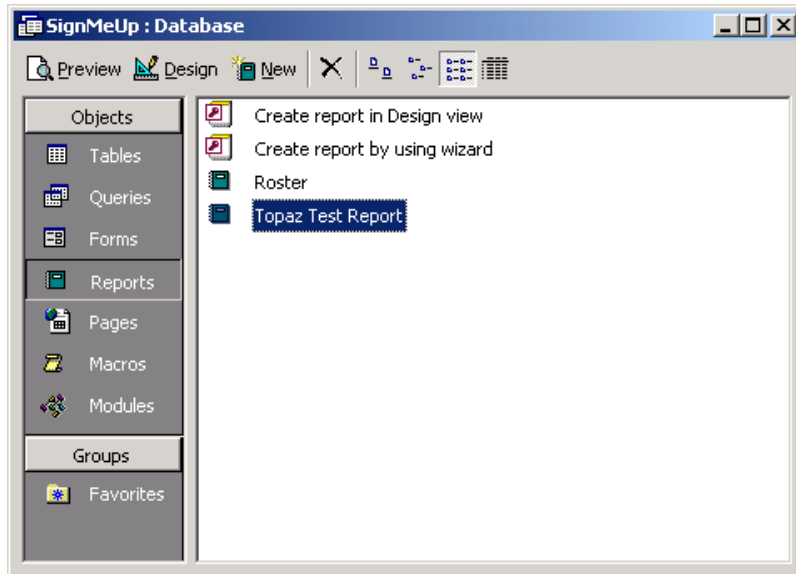 SignMeUp : Database
Preview Design New
Objects
Tables
Queries
Forms
Reports
Pages
Macros
Modules
Groups
Favorites
Create report in Design view
Create report by using wizard
Roster
Topaz Test Report